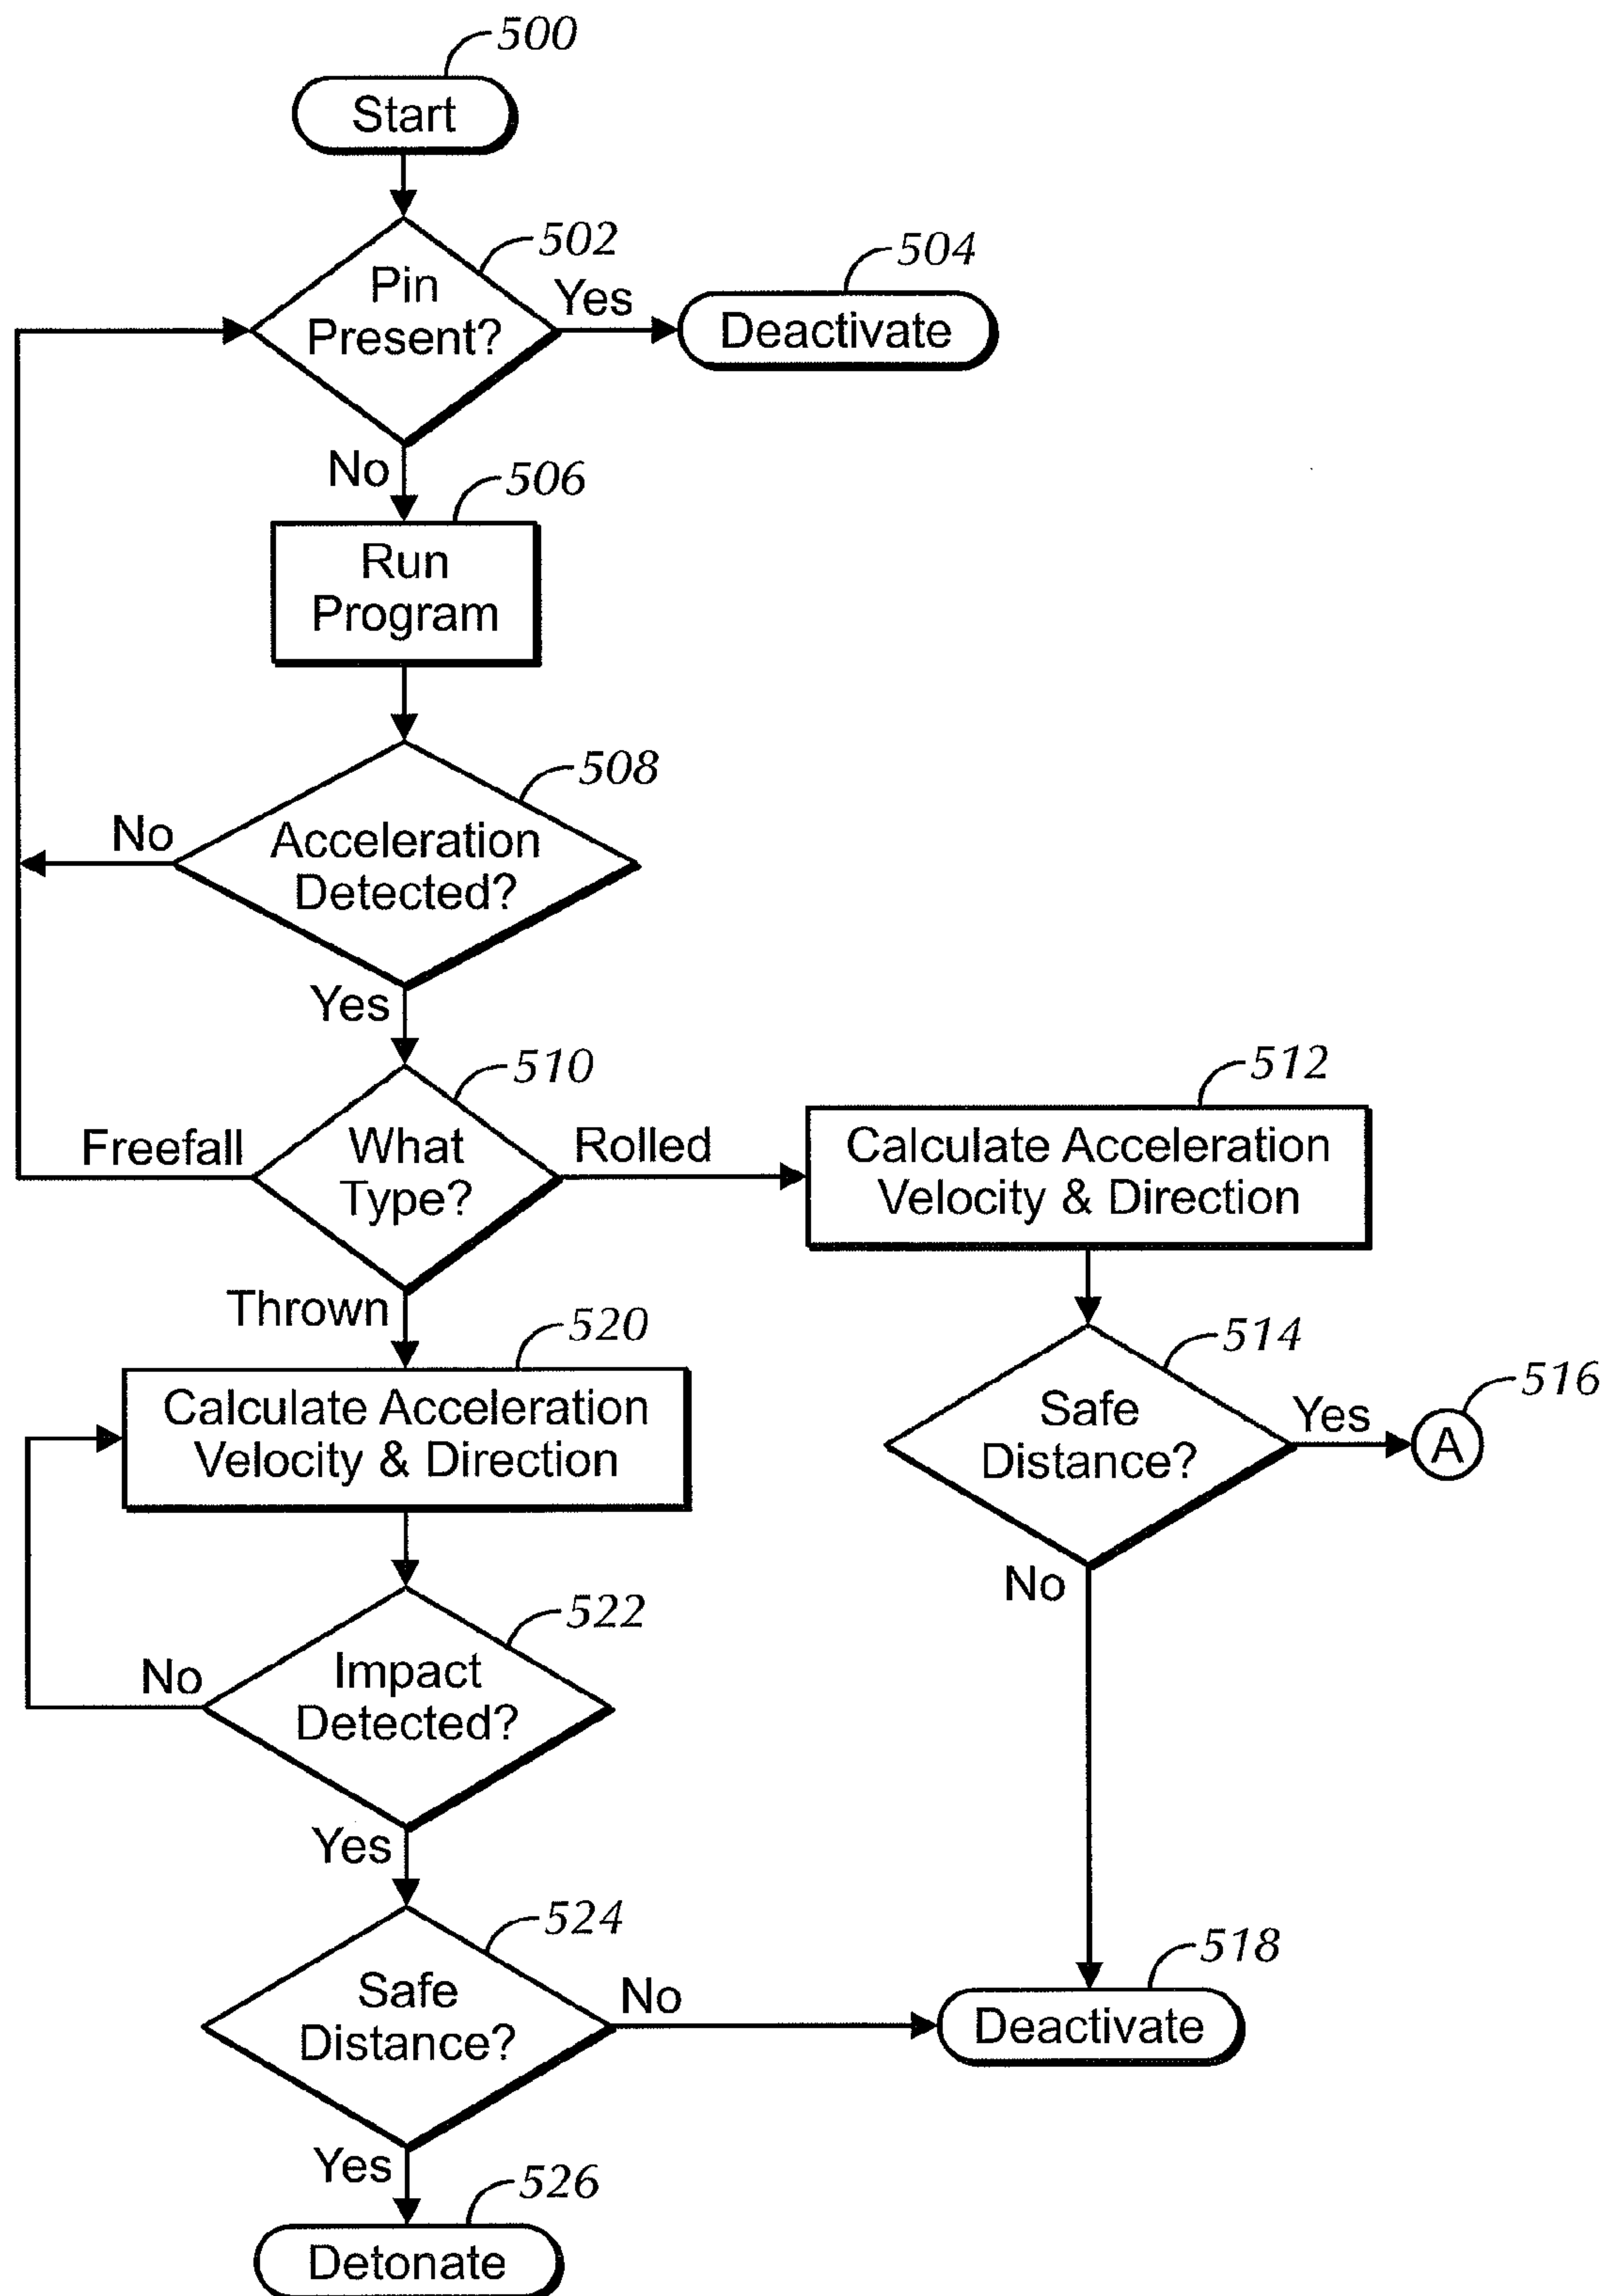 500
Start
502
Pin
Present?
Yes
504
Deactivate
No
506
Run
Program
508
Acceleration
Detected?
No
Yes
510
What
Type?
Freefall
Rolled
512
Calculate Acceleration
Velocity & Direction
Thrown
514
Safe
Distance?
Yes
516
A
No
520
Calculate Acceleration
Velocity & Direction
522
Impact
Detected?
No
Yes
524
Safe
Distance?
No
518
Deactivate
Yes
526
Detonate